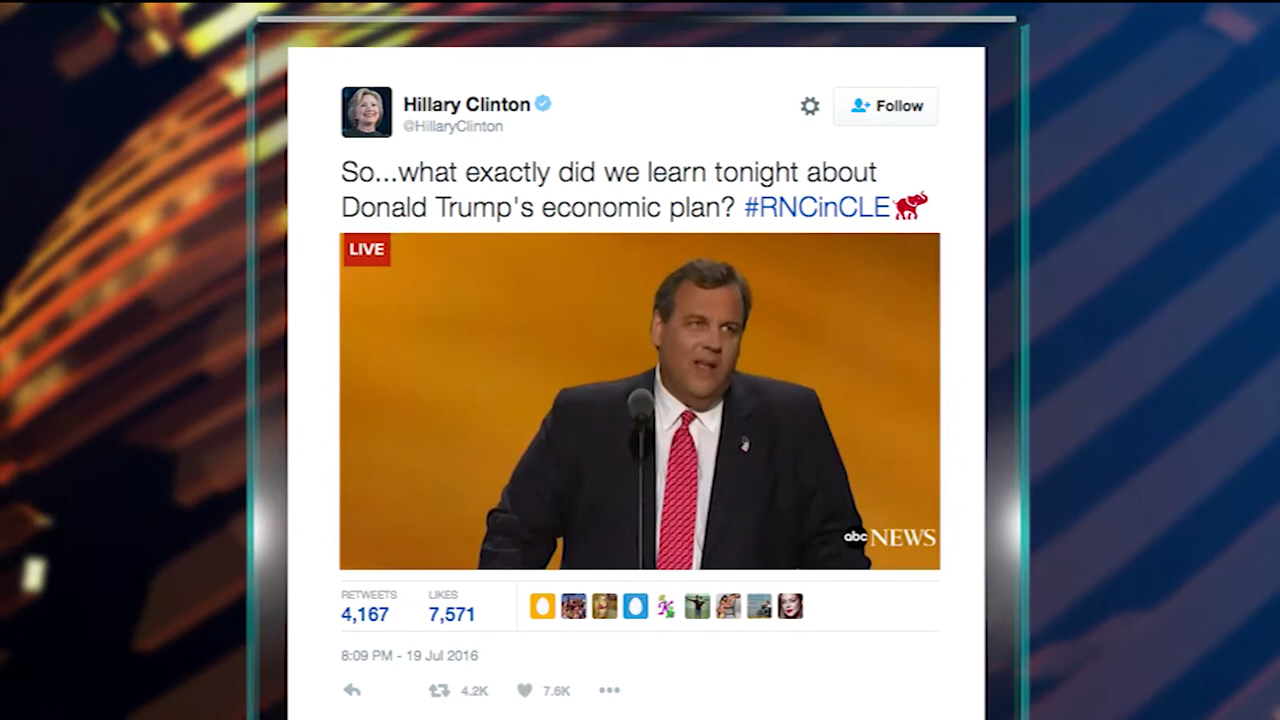 Hillary Clinton
@HillaryClinton
Follow
So...what exactly did we learn tonight about
Donald Trump's economic plan? #RNCinCLE
LIVE
abc NEWS
RETWEETS
LIKES
4,167
7,571
8:09 PM - 19 Jul 2016
4.2K
7.6K